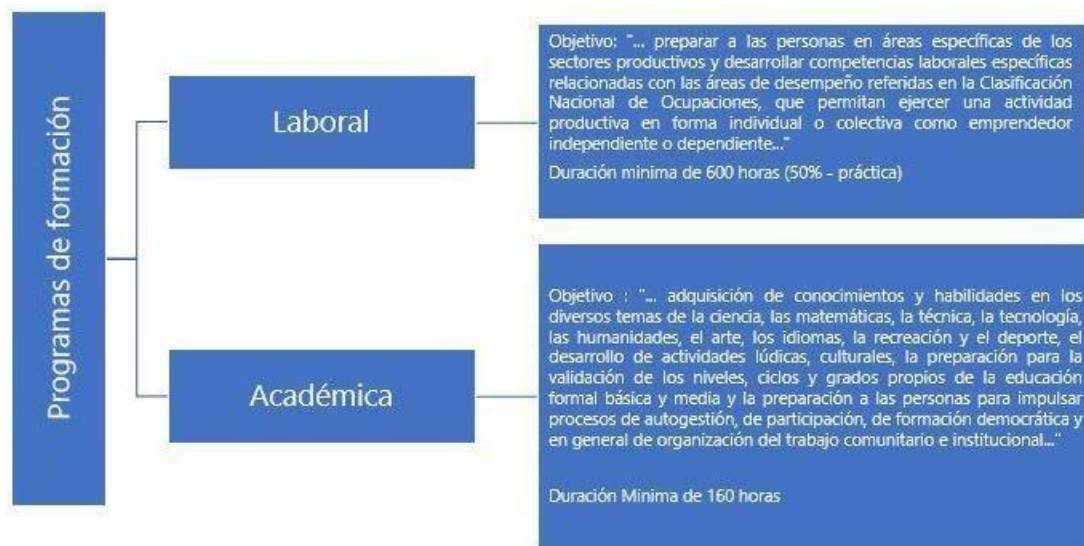 Programas de formación
Laboral
Objetivo: "... preparar a las personas en áreas específicas de los
sectores productivos y desarrollar competencias laborales específicas
relacionadas con las áreas de desempeño referidas en la Clasificación
Nacional de Ocupaciones, que permitan ejercer una actividad
productiva en forma individual o colectiva como emprendedor
independiente o dependiente..."
Duración minima de 600 horas (50% - práctica)
Académica
Objetivo : "... adquisición de conocimientos y habilidades en los
diversos temas de la ciencia, las matemáticas, la técnica, la tecnología,
las humanidades, el arte, los idiomas, la recreación y el deporte, el
desarrollo de actividades lúdicas, culturales, la preparación para la
validación de los niveles, ciclos y grados propios de la educación
formal básica y media y la preparación a las personas para impulsar
procesos de autogestión, de participación, de formación democrática y
en general de organización del trabajo comunitario e institucional..."
Duración Minima de 160 horas